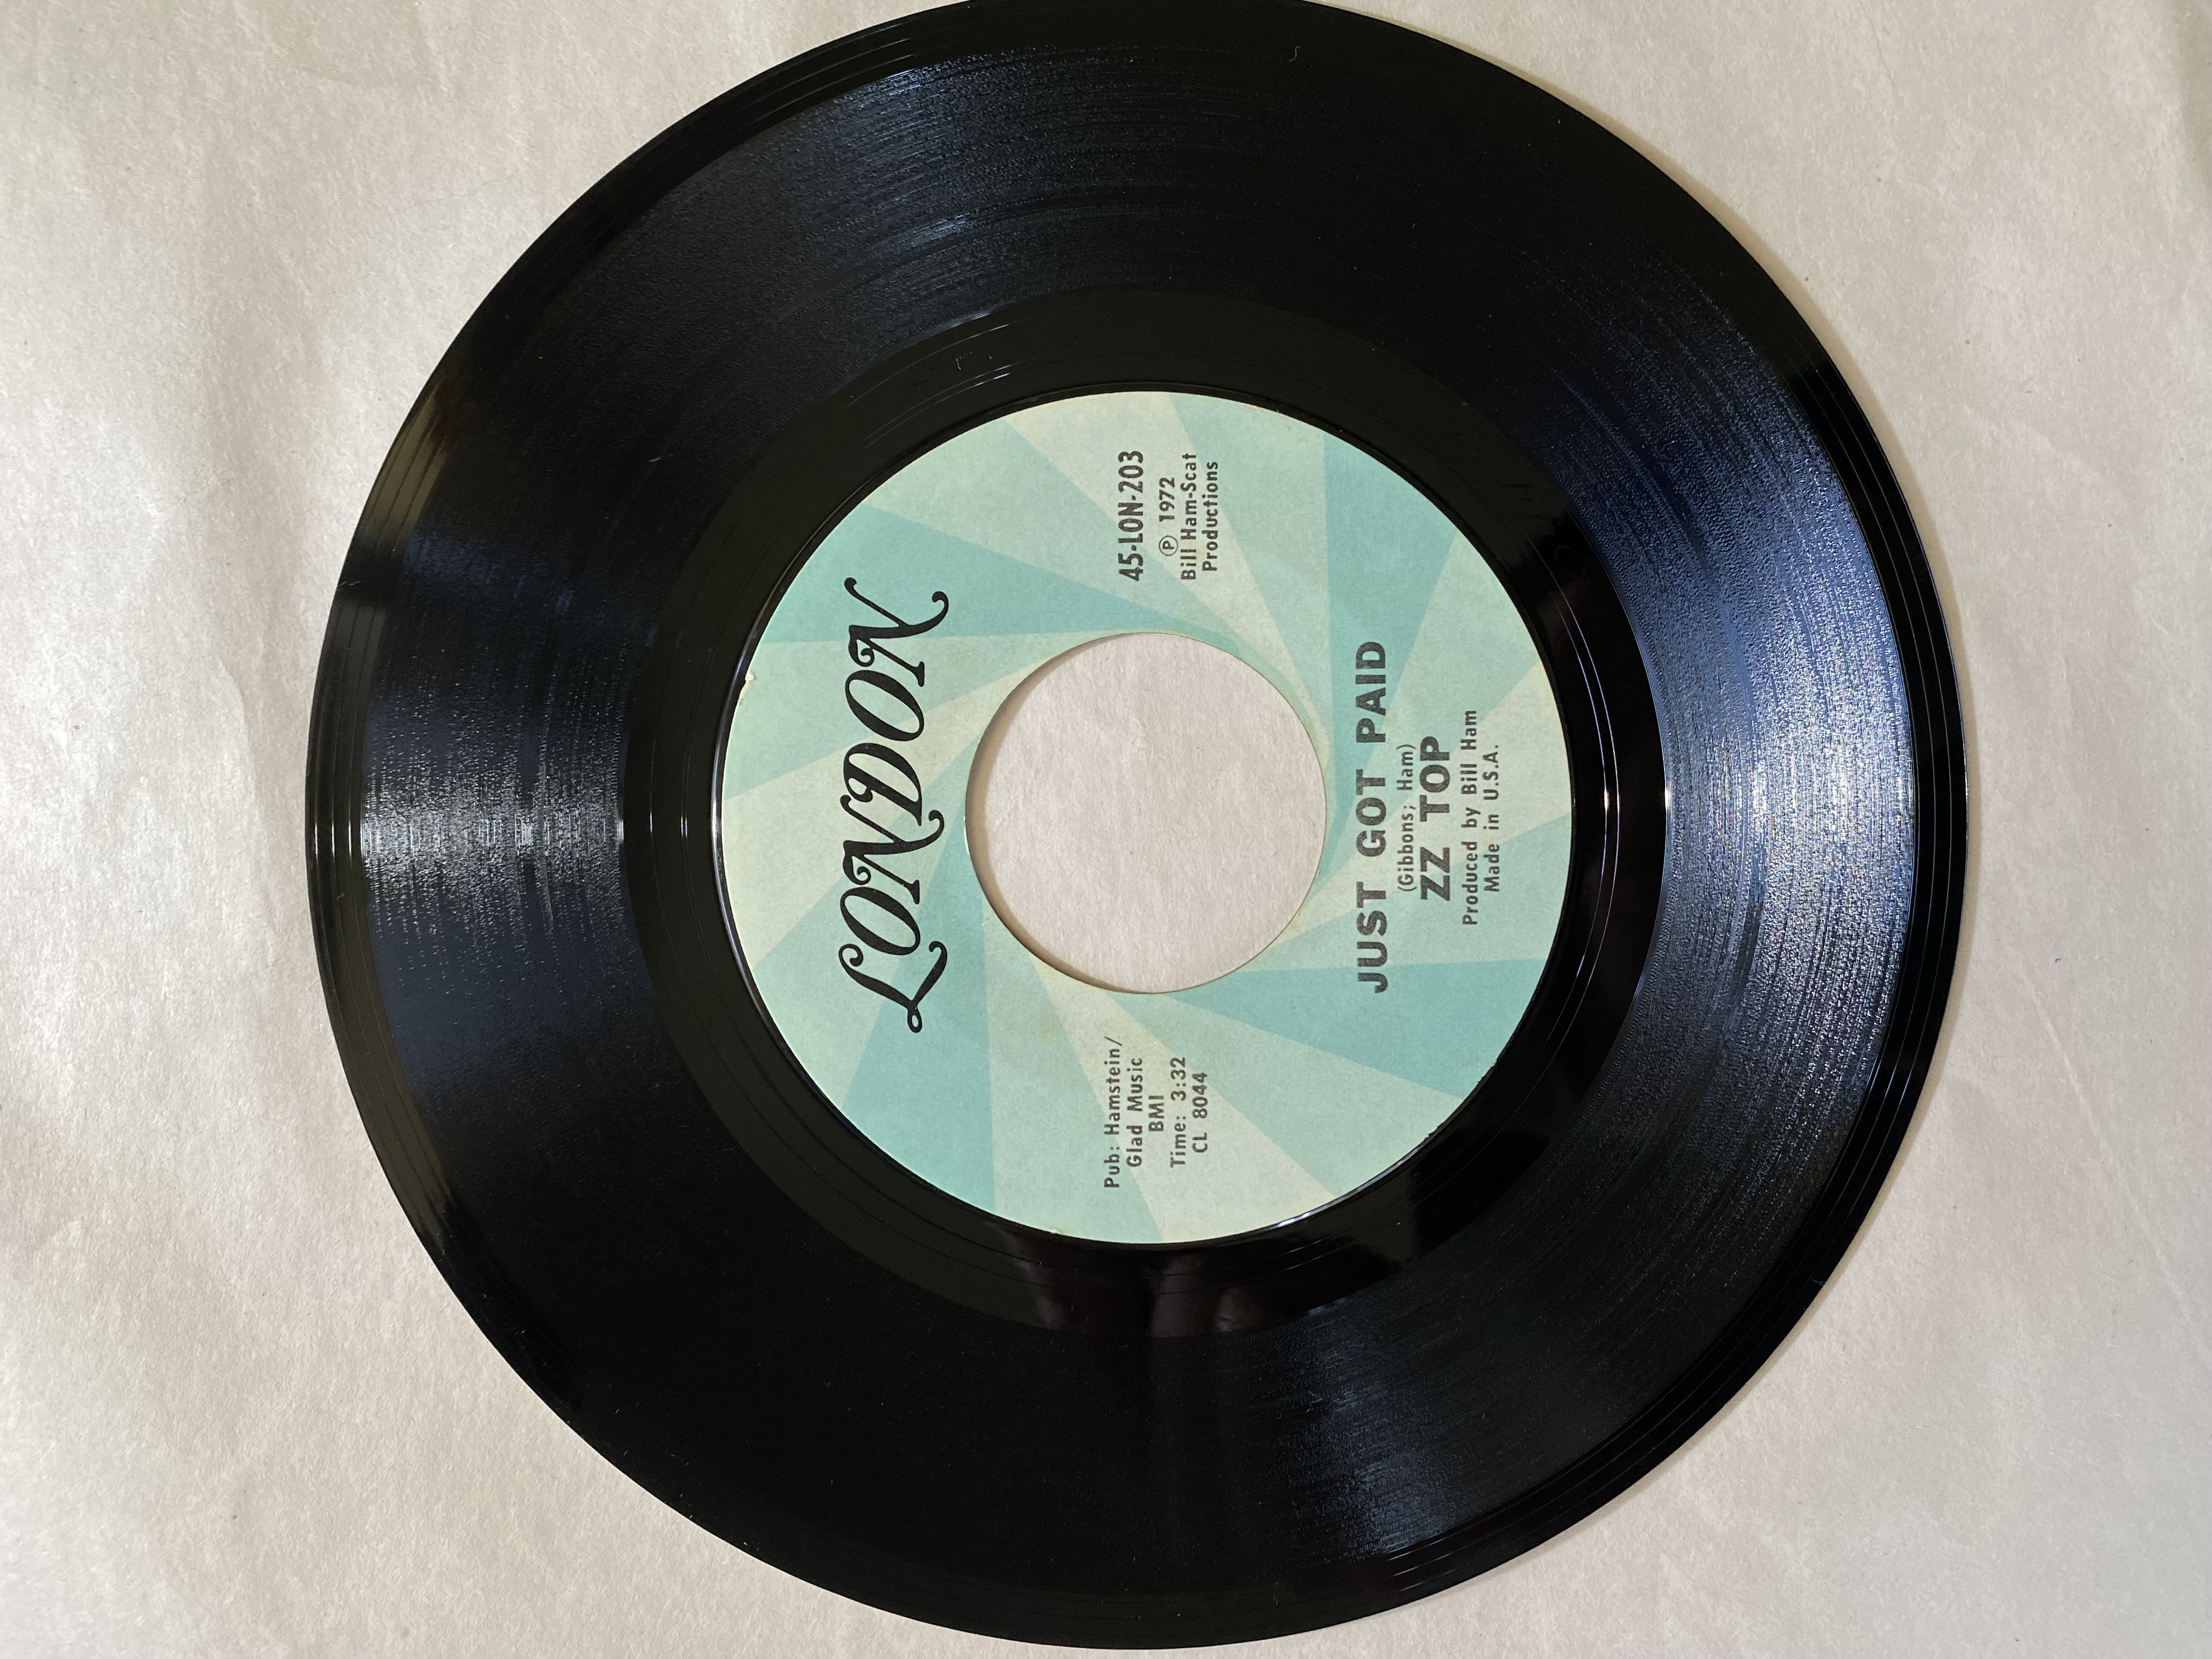 LONDON
Pub: Hamstein/
Glad Music
BMI
Time: 3:32
CL 8044
45-LON-203
Ⓟ 1972
Bill Ham-Scat
Productions
JUST GOT PAID
(Gibbons; Ham)
ZZ TOP
Produced by Bill Ham
Made in U.S.A.